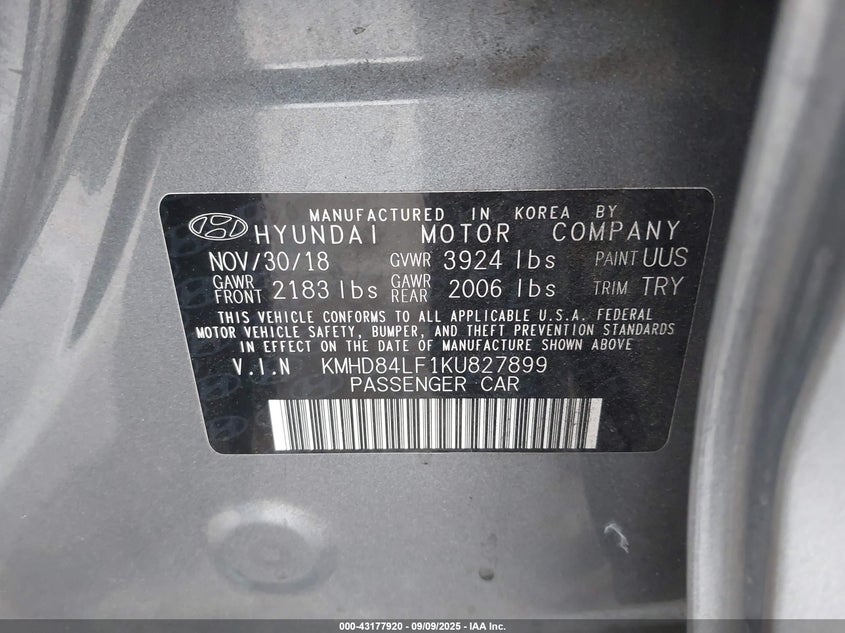 MANUFACTURED IN KOREA BY
HYUNDAI MOTOR COMPANY
NOV/30/18 GVWR 3924 lbs PAINT UUS
GAWR FRONT 2183 lbs GAWR REAR 2006 lbs TRIM TRY
THIS VEHICLE CONFORMS TO ALL APPLICABLE U.S.A. FEDERAL
MOTOR VEHICLE SAFETY, BUMPER, AND THEFT PREVENTION STANDARDS
IN EFFECT ON THE DATE OF MANUFACTURE SHOWN ABOVE
V.I.N KMHD84LF1KU827899
PASSENGER CAR
000-43177920 - 09/09/2025 - IAA Inc.